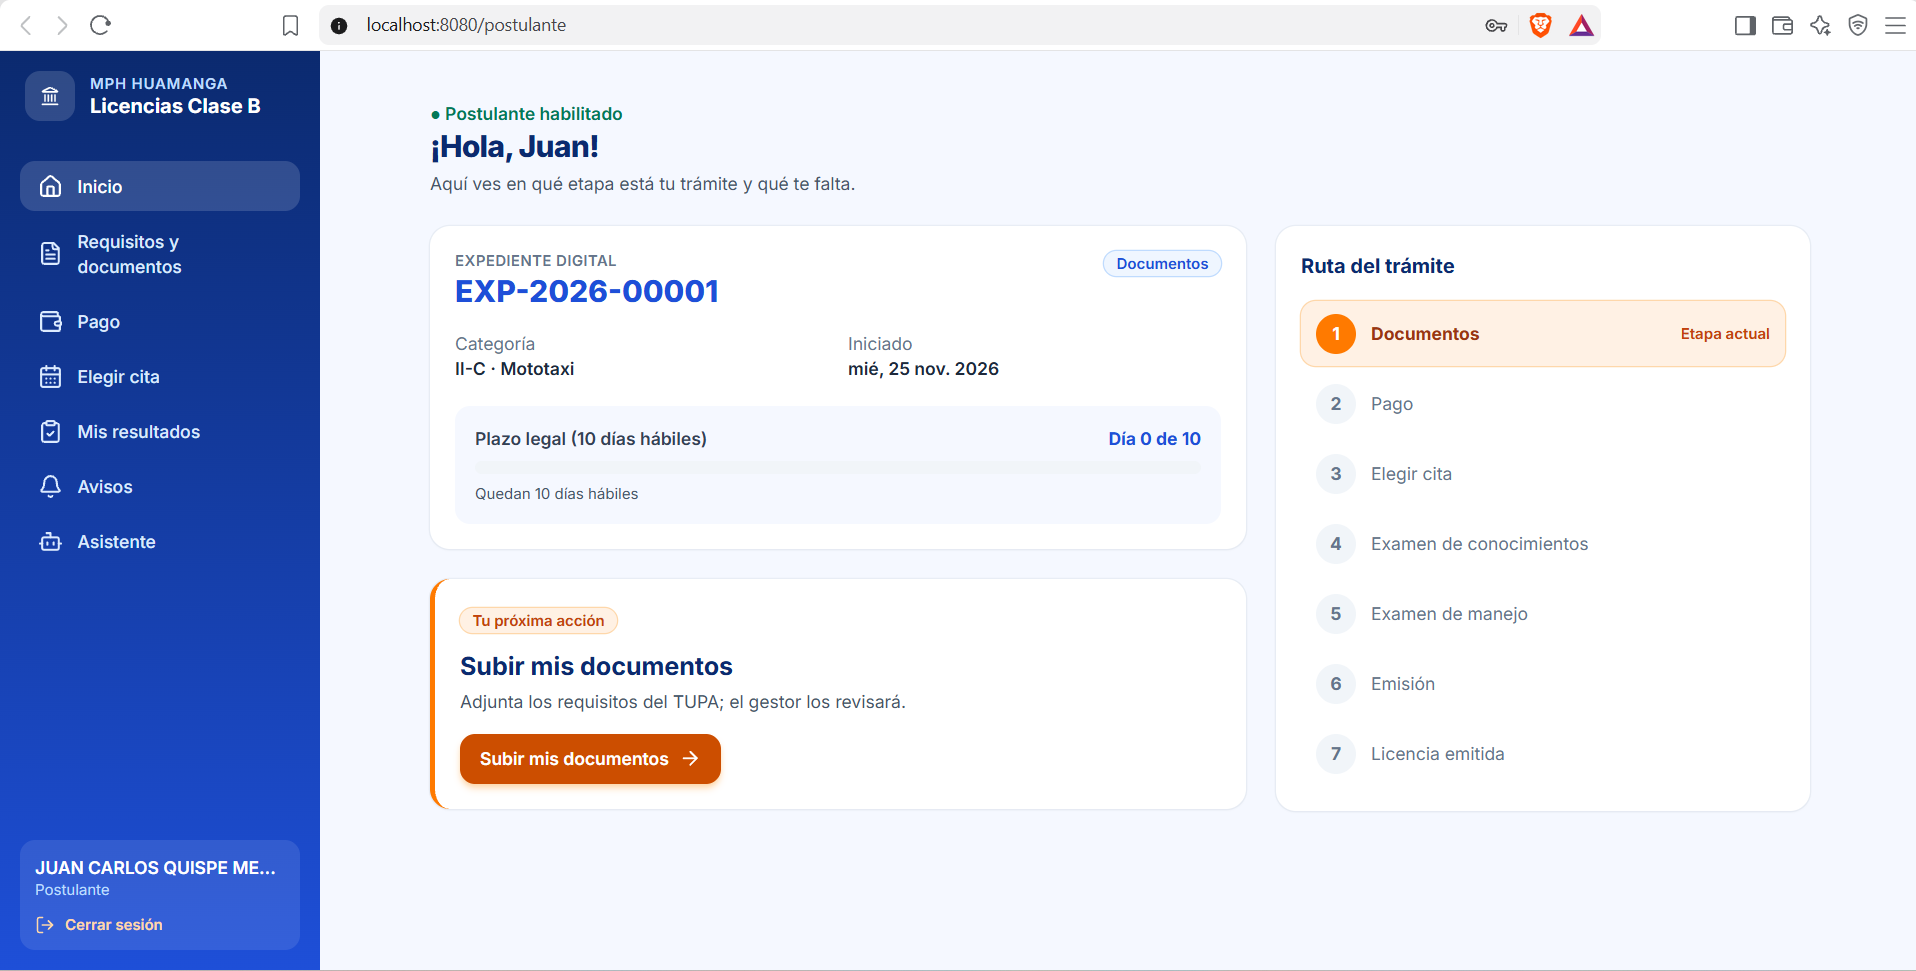 localhost:8080/postulante
MPH HUAMANGA
Licencias Clase B
Inicio
Requisitos y
documentos
Pago
Elegir cita
Mis resultados
Avisos
Asistente
JUAN CARLOS QUISPE ME...
Postulante
Cerrar sesión
Postulante habilitado
¡Hola, Juan!
Aquí ves en qué etapa está tu trámite y qué te falta.
EXPEDIENTE DIGITAL
Documentos
EXP-2026-00001
Categoría
II-C · Mototaxi
Iniciado
mié, 25 nov. 2026
Plazo legal (10 días hábiles)
Día 0 de 10
Quedan 10 días hábiles
Tu próxima acción
Subir mis documentos
Adjunta los requisitos del TUPA; el gestor los revisará.
Subir mis documentos →
Ruta del trámite
1 Documentos Etapa actual
2 Pago
3 Elegir cita
4 Examen de conocimientos
5 Examen de manejo
6 Emisión
7 Licencia emitida